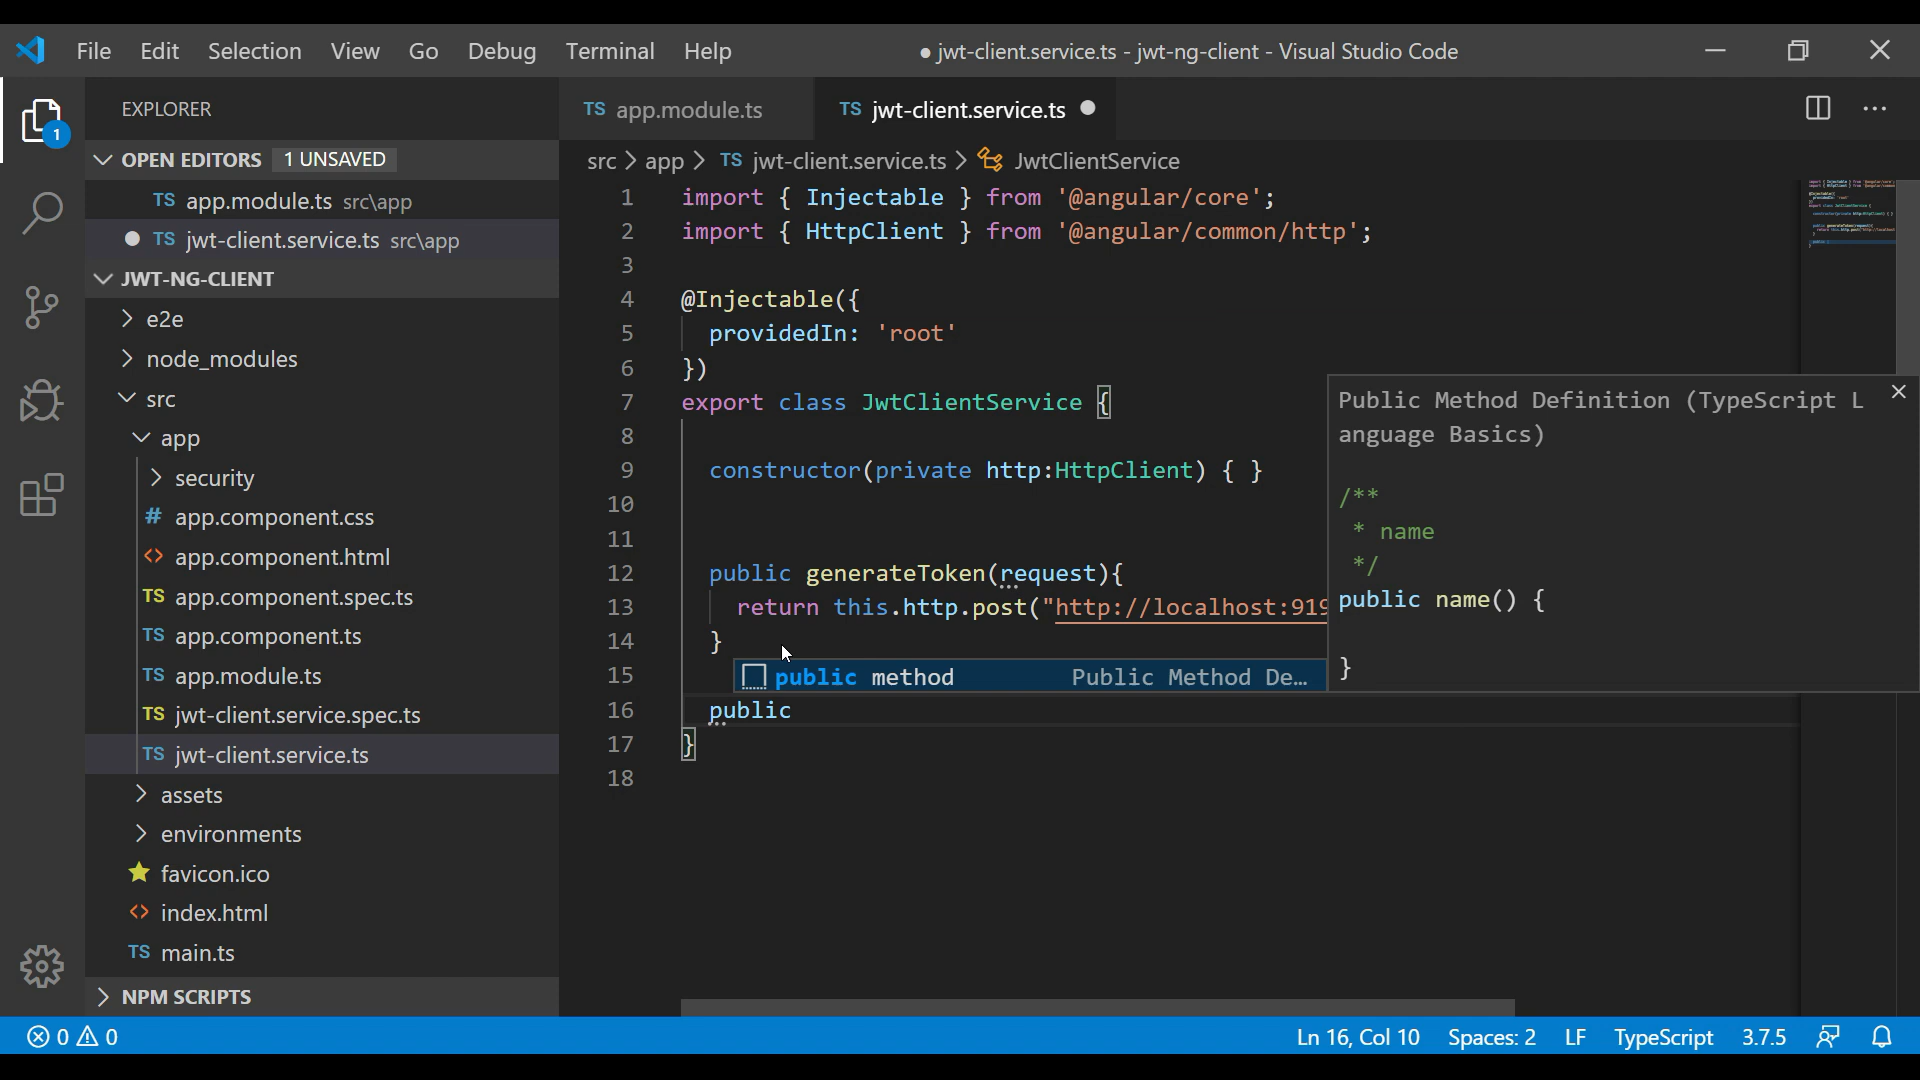 File Edit Selection View Go Debug Terminal Help
● jwt-client.service.ts - jwt-ng-client - Visual Studio Code
EXPLORER
1
OPEN EDITORS 1 UNSAVED
TS app.module.ts src\app
TS jwt-client.service.ts src\app
JWT-NG-CLIENT
e2e
node_modules
src
app
security
# app.component.css
<> app.component.html
TS app.component.spec.ts
TS app.component.ts
TS app.module.ts
TS jwt-client.service.spec.ts
TS jwt-client.service.ts
assets
environments
favicon.ico
<> index.html
TS main.ts
NPM SCRIPTS
TS app.module.ts
TS jwt-client.service.ts
src > app > TS jwt-client.service.ts > JwtClientService
1 import { Injectable } from '@angular/core';
2 import { HttpClient } from '@angular/common/http';
3
4 @Injectable({
5 providedIn: 'root'
6 })
7 export class JwtClientService {
8
9 constructor(private http:HttpClient) { }
10
11
12 public generateToken(request){
13 return this.http.post("http://localhost:919
14 }
15
16 public
17 }
18
public method Public Method De...
Public Method Definition (TypeScript L
anguage Basics)
/**
* name
*/
public name() {
}
0 0
Ln 16, Col 10 Spaces: 2 LF TypeScript 3.7.5